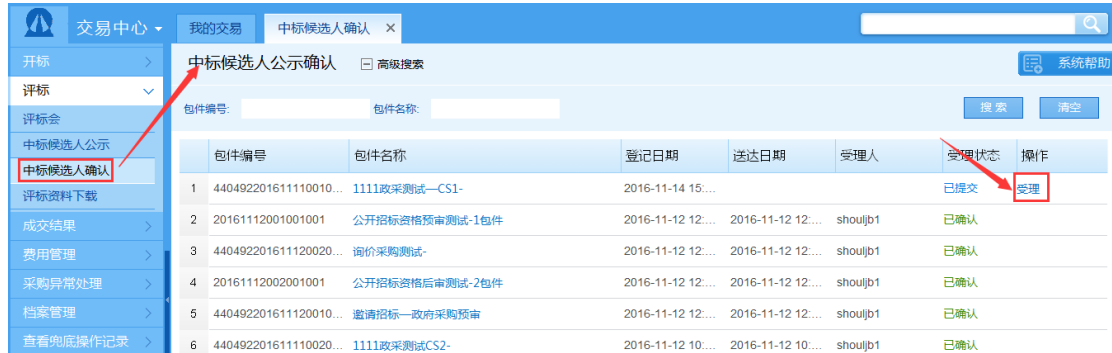 交易中心 我的交易 中标候选人确认 ×
开标
评标
评标会
中标候选人公示
中标候选人确认
评标资料下载
成交结果
费用管理
采购异常处理
档案管理
查看兜底操作记录
中标候选人公示确认 高级搜索 系统帮助
包件编号: 包件名称: 搜索 清空
包件编号 包件名称 登记日期 送达日期 受理人 受理状态 操作
1 440492201611110010... 1111政采测试—CS1- 2016-11-14 15:... 已提交 受理
2 20161112001001001 公开招标资格预审测试-1包件 2016-11-12 12:... 2016-11-12 12:... shouljb1 已确认
3 440492201611120020... 询价采购测试- 2016-11-12 12:... 2016-11-12 12:... shouljb1 已确认
4 20161112002001001 公开招标资格后审测试-2包件 2016-11-12 12:... 2016-11-12 12:... shouljb1 已确认
5 440492201611120010... 邀请招标—政府采购预审 2016-11-12 12:... 2016-11-12 12:... shouljb1 已确认
6 440492201611110020... 1111政采测试CS2- 2016-11-12 10:... 2016-11-12 10:... shouljb1 已确认